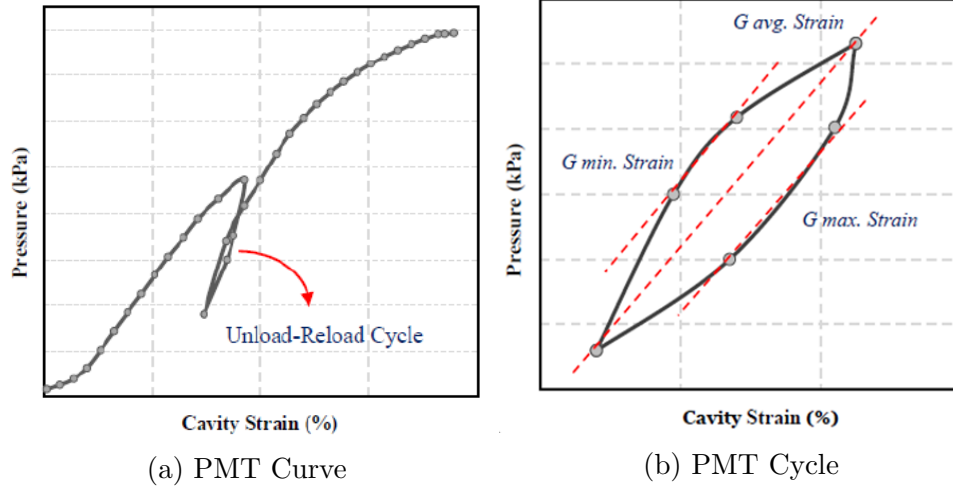 Pressure (kPa)
Unload-Reload Cycle
Cavity Strain (%)
(a) PMT Curve
G avg. Strain
G min. Strain
G max. Strain
Pressure (kPa)
Cavity Strain (%)
(b) PMT Cycle